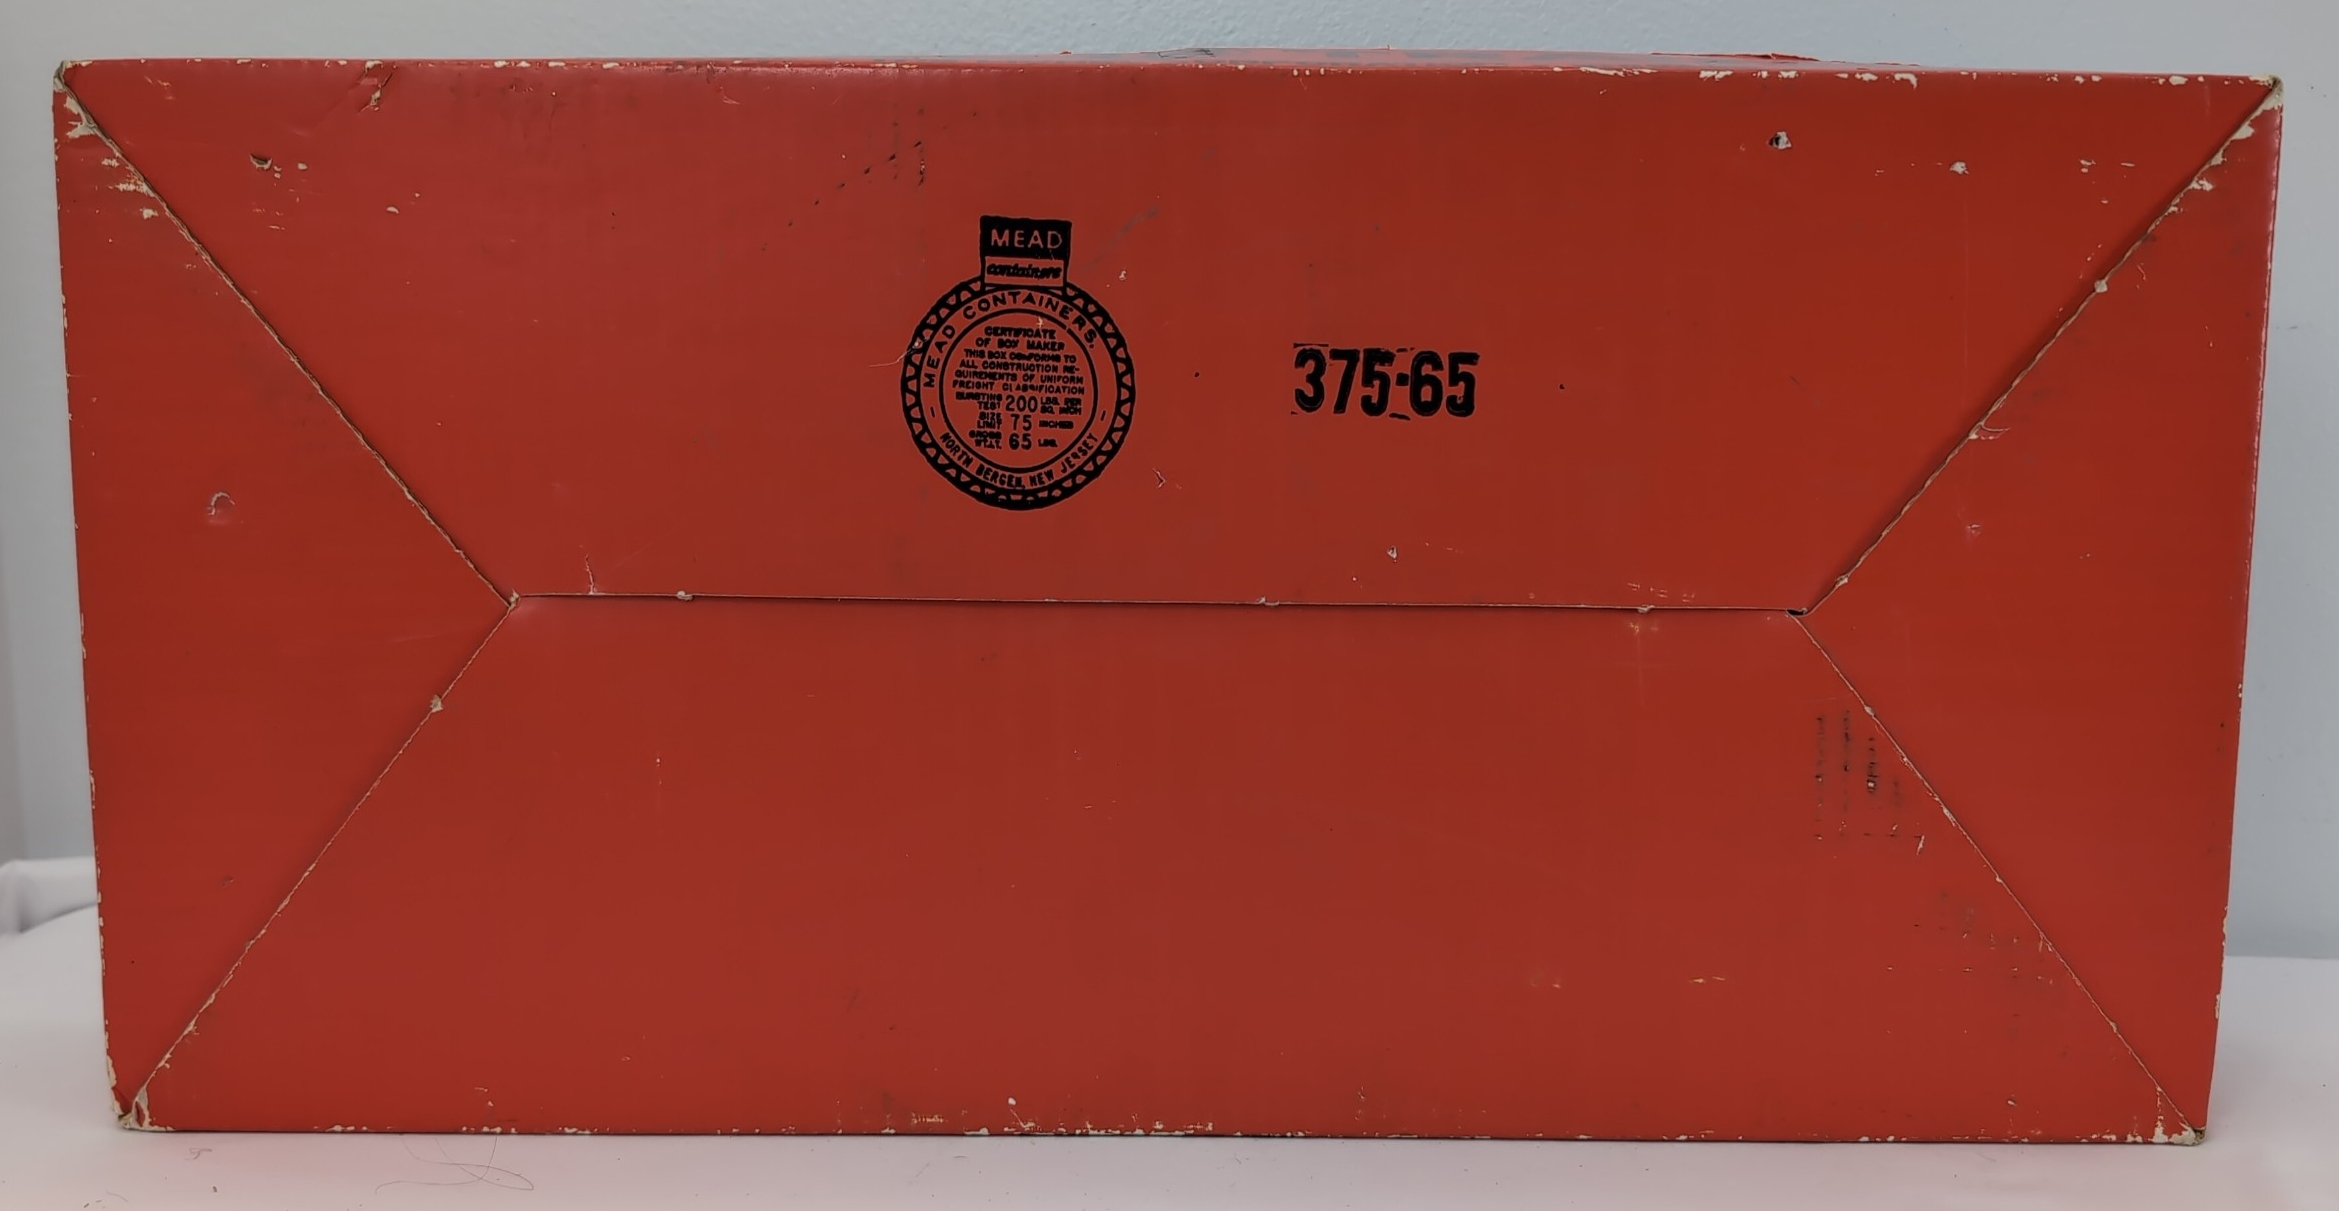 MEAD
containers
MEAD CONTAINERS.
CERTIFICATE
OF BOX MAKER
THIS BOX CONFORMS TO
ALL CONSTRUCTION RE-
QUIREMENTS OF UNIFORM
FREIGHT CLASSIFICATION
BURSTING TEST 200 LBS. PER SQ. INCH
SIZE LIMIT 75 INCHES
GROSS WT.LT. 65 LBS.
NORTH BERGEN, NEW JERSEY
375-65